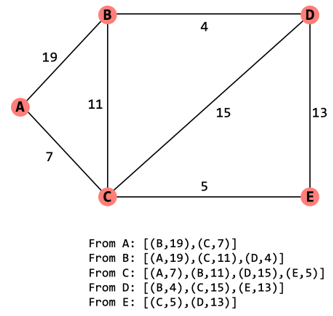 B
D
4
19
A
11
15
13
7
5
C
E
From A: [(B,19),(C,7)]
From B: [(A,19),(C,11),(D,4)]
From C: [(A,7),(B,11),(D,15),(E,5)]
From D: [(B,4),(C,15),(E,13)]
From E: [(C,5),(D,13)]